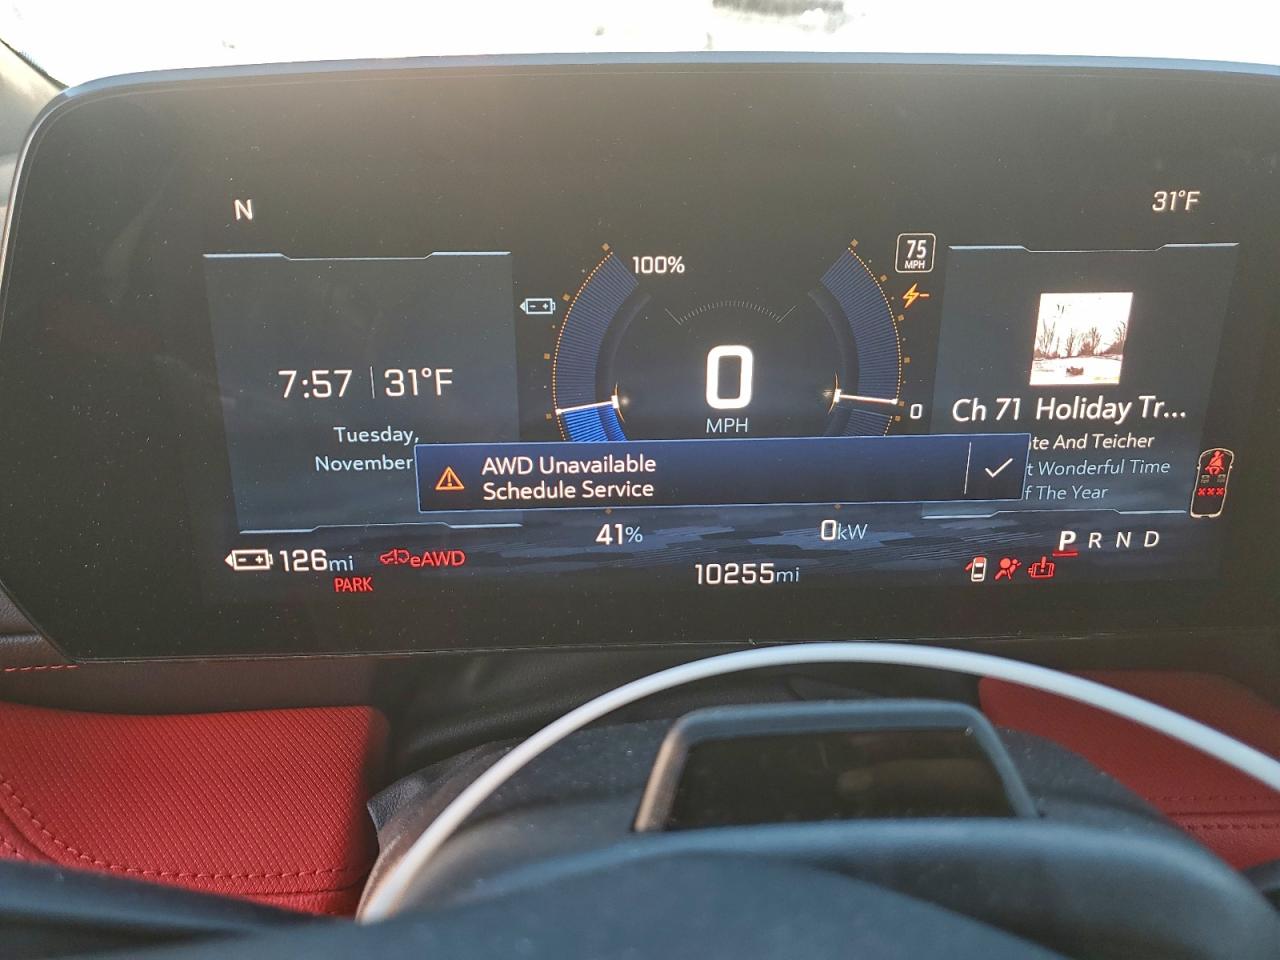 N
31°F
100%
75
MPH
7:57 31°F
0
MPH
0
Ch 71 Holiday Tr...
Tuesday,
November
te And Teicher
t Wonderful Time
f The Year
AWD Unavailable
Schedule Service
41%
0kW
P R N D
126mi
eAWD
PARK
10255mi